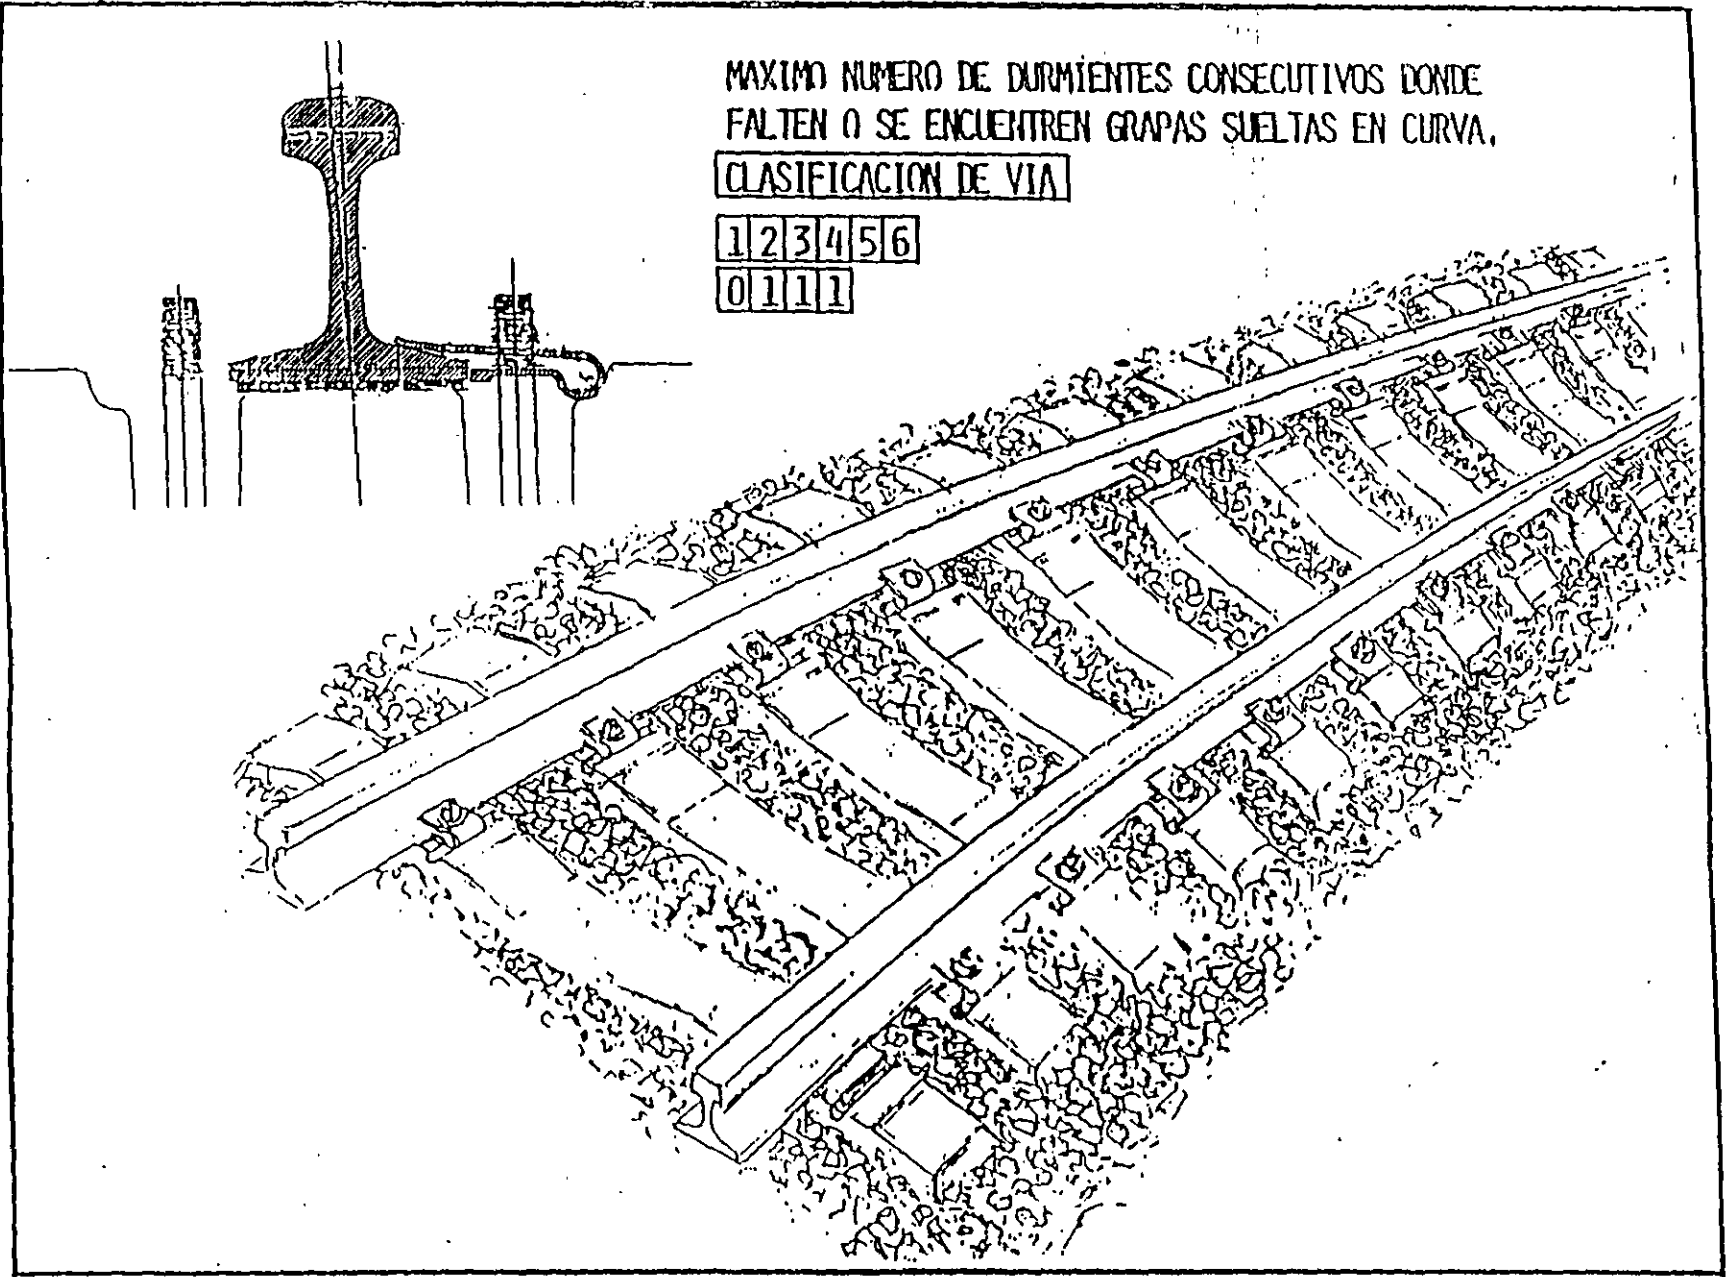 MAXIMO NUMERO DE DURMIENTES CONSECUTIVOS DONDE
FALTEN O SE ENCUENTREN GRAPAS SUELTAS EN CURVA.
CLASIFICACION DE VIA
1 2 3 4 5 6
0 1 1 1